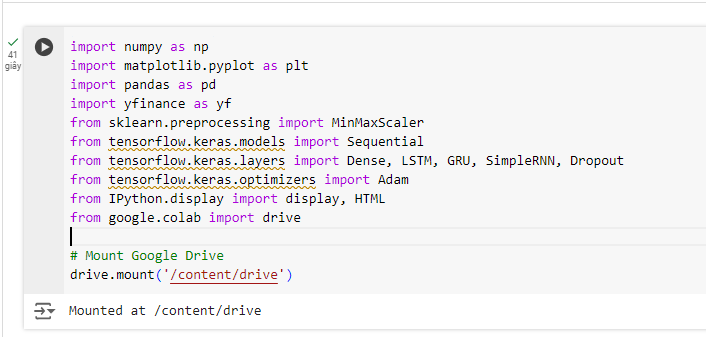 import numpy as np
import matplotlib.pyplot as plt
import pandas as pd
import yfinance as yf
from sklearn.preprocessing import MinMaxScaler
from tensorflow.keras.models import Sequential
from tensorflow.keras.layers import Dense, LSTM, GRU, SimpleRNN, Dropout
from tensorflow.keras.optimizers import Adam
from IPython.display import display, HTML
from google.colab import drive
# Mount Google Drive
drive.mount('/content/drive')
41
giây
Mounted at /content/drive